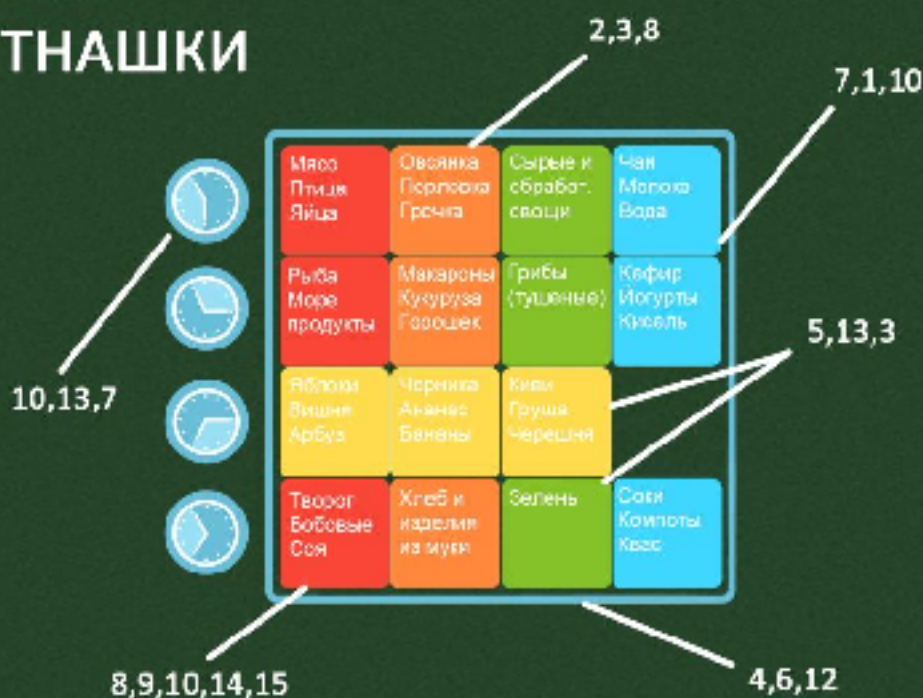 ТНАШКИ
2,3,8
7,1,10
Мясо
Птица
Яйца
Овсянка
Перловка
Гречка
Сырые и
обработ.
овощи
Чаи
Молоко
Вода
Рыба
Море
продукты
Макароны
Кукуруза
Горошек
Грибы
(тушеные)
Кефир
Йогурты
Кисель
5,13,3
10,13,7
Яблоки
Вишня
Арбуз
Черника
Ананас
Бананы
Киви
Груша
Черешня
Творог
Бобовые
Соя
Хлеб и
изделия
из муки
Зелень
Соки
Компоты
Квас
8,9,10,14,15
4,6,12